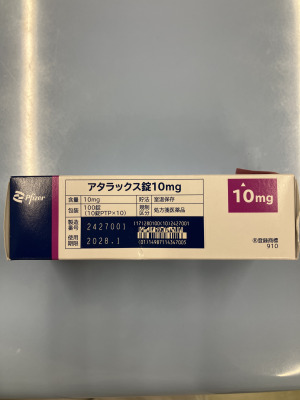 Pfizer
アタラックス錠10mg
含量 10mg 貯法 室温保存
包装 100錠 (10錠PTP×10) 規制区分 処方箋医薬品
製造番号 2427001
使用期限 2028.1
(17)280100(10)2427001
(01)14987114347005
10mg
®登録商標
910